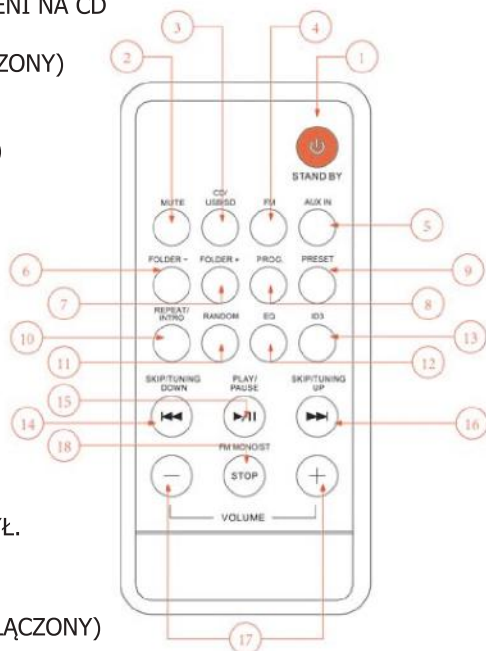 ENI NA CD
ZONY)
)
Ł.
ŁĄCZONY)
3
4
2
1
STAND BY
MUTE
CD/
USB/SD
FM
AUX IN
5
FOLDER -
FOLDER +
PROG.
PRESET
6
9
7
8
REPEAT/
INTRO
RANDOM
EQ
ID3
10
13
11
12
SKIP/TUNING
DOWN
PLAY/
PAUSE
SKIP/TUNING
UP
15
14
16
18
FM MONO/ST
STOP
VOLUME
17